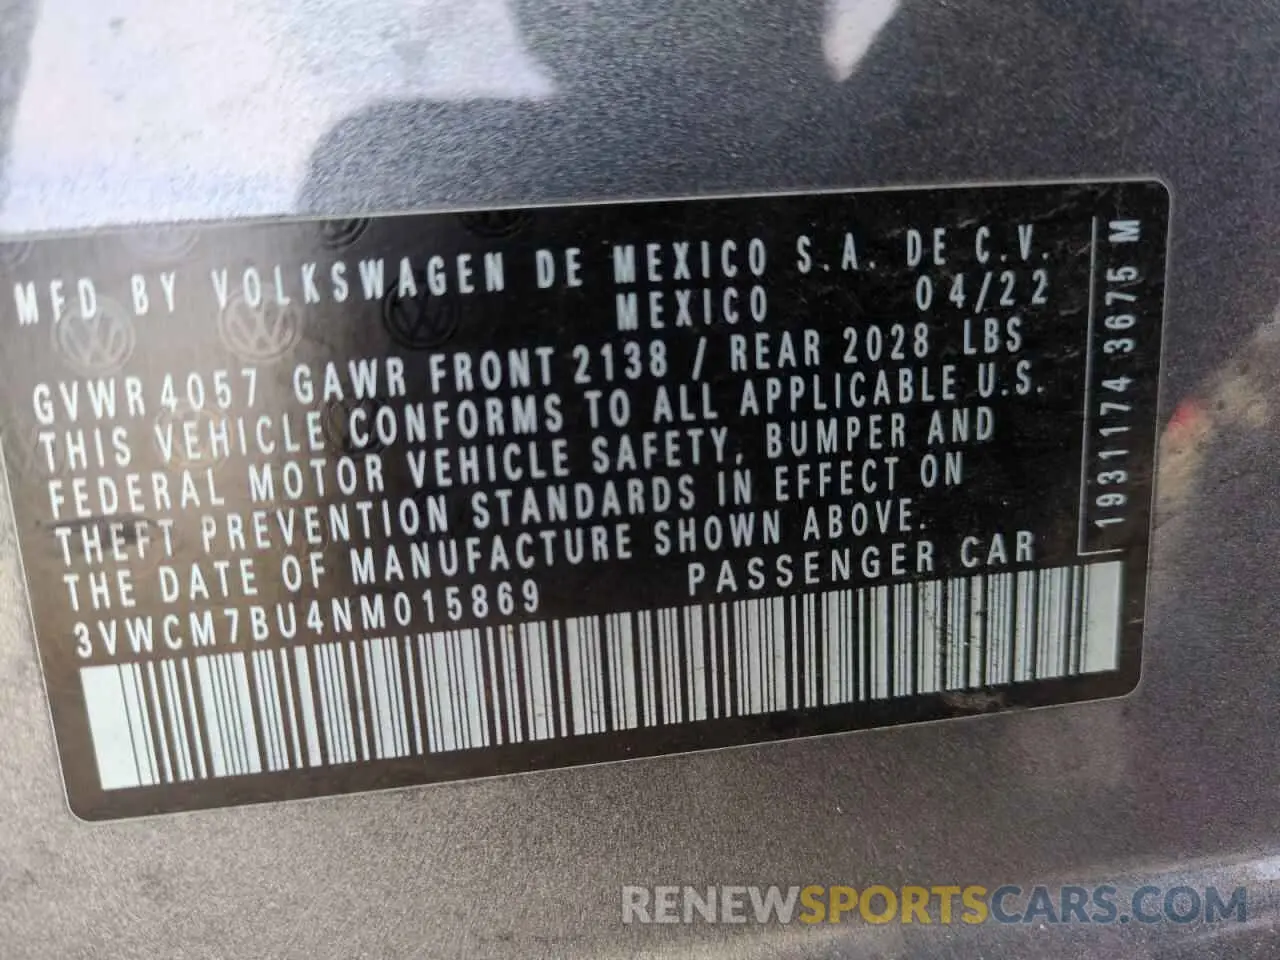 MFD BY VOLKSWAGEN DE MEXICO S.A. DE C.V.
MEXICO 04/22
GVWR 4057 GAWR FRONT 2138 / REAR 2028 LBS
THIS VEHICLE CONFORMS TO ALL APPLICABLE U.S.
FEDERAL MOTOR VEHICLE SAFETY, BUMPER AND
THEFT PREVENTION STANDARDS IN EFFECT ON
THE DATE OF MANUFACTURE SHOWN ABOVE.
3VWCM7BU4NM015869 PASSENGER CAR
1931174 3675 M
RENEWSPORTSCARS.COM